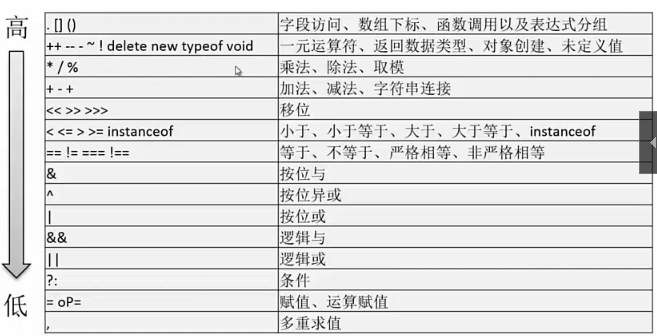 高
. [] () 字段访问、数组下标、函数调用以及表达式分组
++ -- - ~ ! delete new typeof void 一元运算符、返回数据类型、对象创建、未定义值
* / % 乘法、除法、取模
+ - + 加法、减法、字符串连接
<< >> >>> 移位
< <= > >= instanceof 小于、小于等于、大于、大于等于、instanceof
== != === !== 等于、不等于、严格相等、非严格相等
& 按位与
^ 按位异或
| 按位或
&& 逻辑与
|| 逻辑或
?: 条件
= oP= 赋值、运算赋值
, 多重求值
低